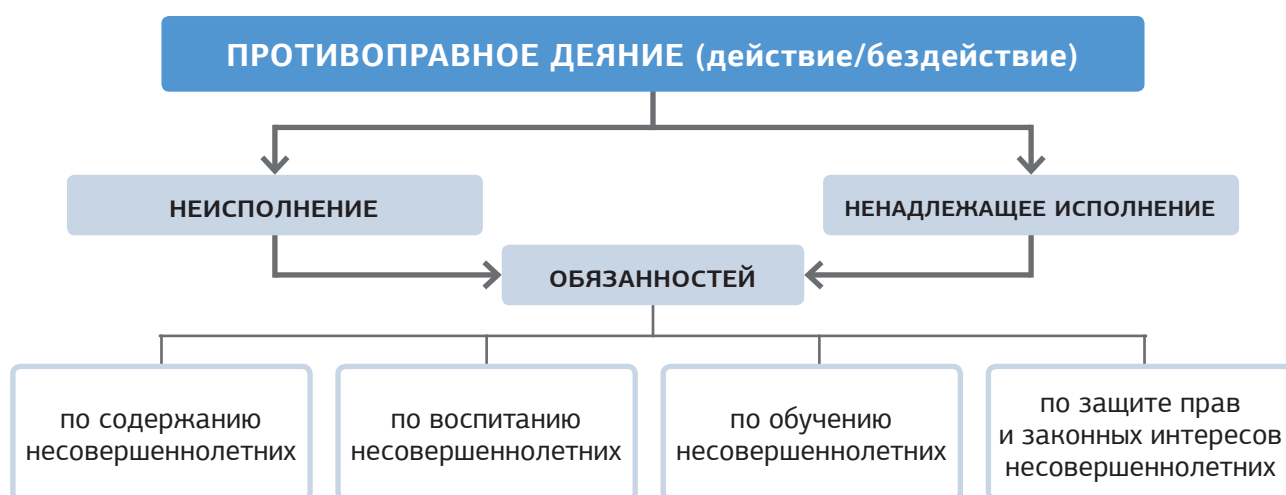 ПРОТИВОПРАВНОЕ ДЕЯНИЕ (действие/бездействие)
НЕИСПОЛНЕНИЕ
НЕНАДЛЕЖАЩЕЕ ИСПОЛНЕНИЕ
ОБЯЗАННОСТЕЙ
по содержанию
несовершеннолетних
по воспитанию
несовершеннолетних
по обучению
несовершеннолетних
по защите прав
и законных интересов
несовершеннолетних